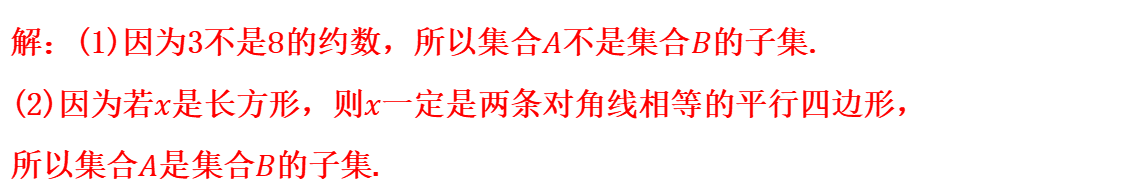 解：(1)因为3不是8的约数，所以集合A不是集合B的子集.
(2)因为若x是长方形，则x一定是两条对角线相等的平行四边形，
所以集合A是集合B的子集.